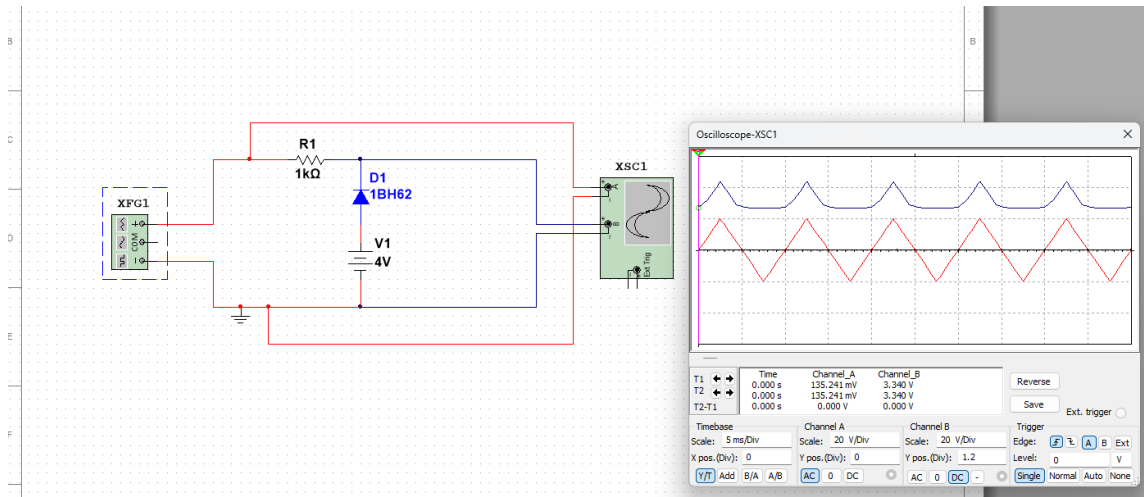 B
C
D
E
F
B
R1
1kΩ
D1
1BH62
V1
4V
XFG1
COM
XSC1
A
B
Ext Trig
Oscilloscope-XSC1
T1
T2
T2-T1
Time Channel_A Channel_B
0.000 s 135.241 mV 3.340 V
0.000 s 135.241 mV 3.340 V
0.000 s 0.000 V 0.000 V
Reverse
Save
Ext. trigger
Timebase
Scale: 5 ms/Div
X pos.(Div): 0
Y/T Add B/A A/B
Channel A
Scale: 20 V/Div
Y pos.(Div): 0
AC 0 DC
Channel B
Scale: 20 V/Div
Y pos.(Div): 1.2
AC 0 DC -
Trigger
Edge: A B Ext
Level: 0 V
Single Normal Auto None